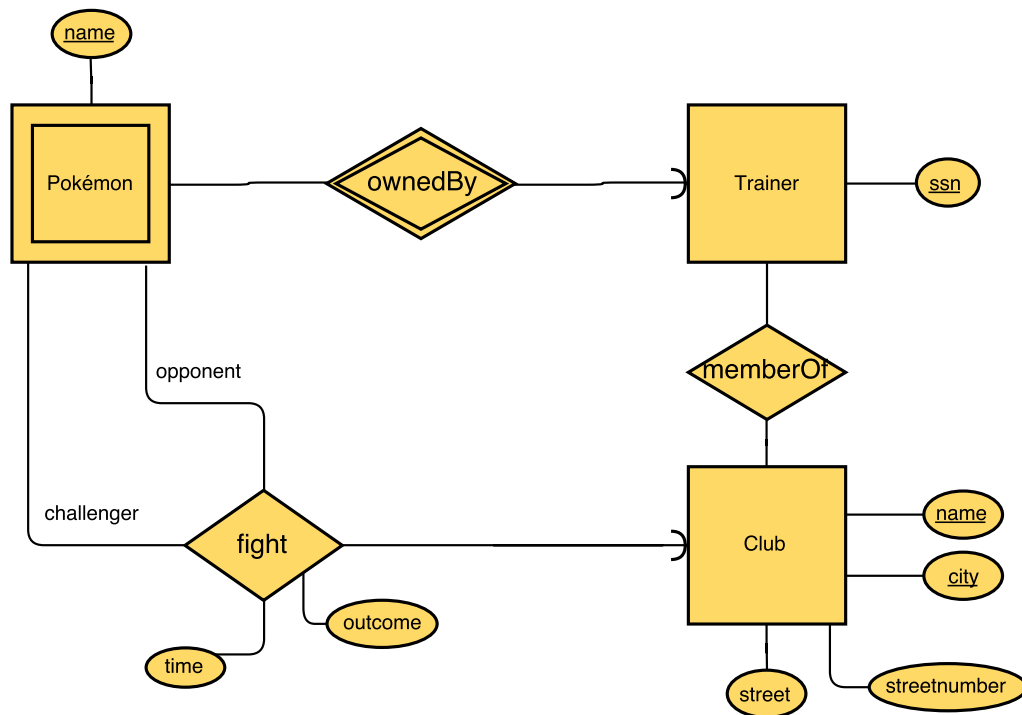 name
Pokémon
ownedBy
Trainer
ssn
opponent
memberOf
challenger
name
fight
Club
city
outcome
time
street
streetnumber